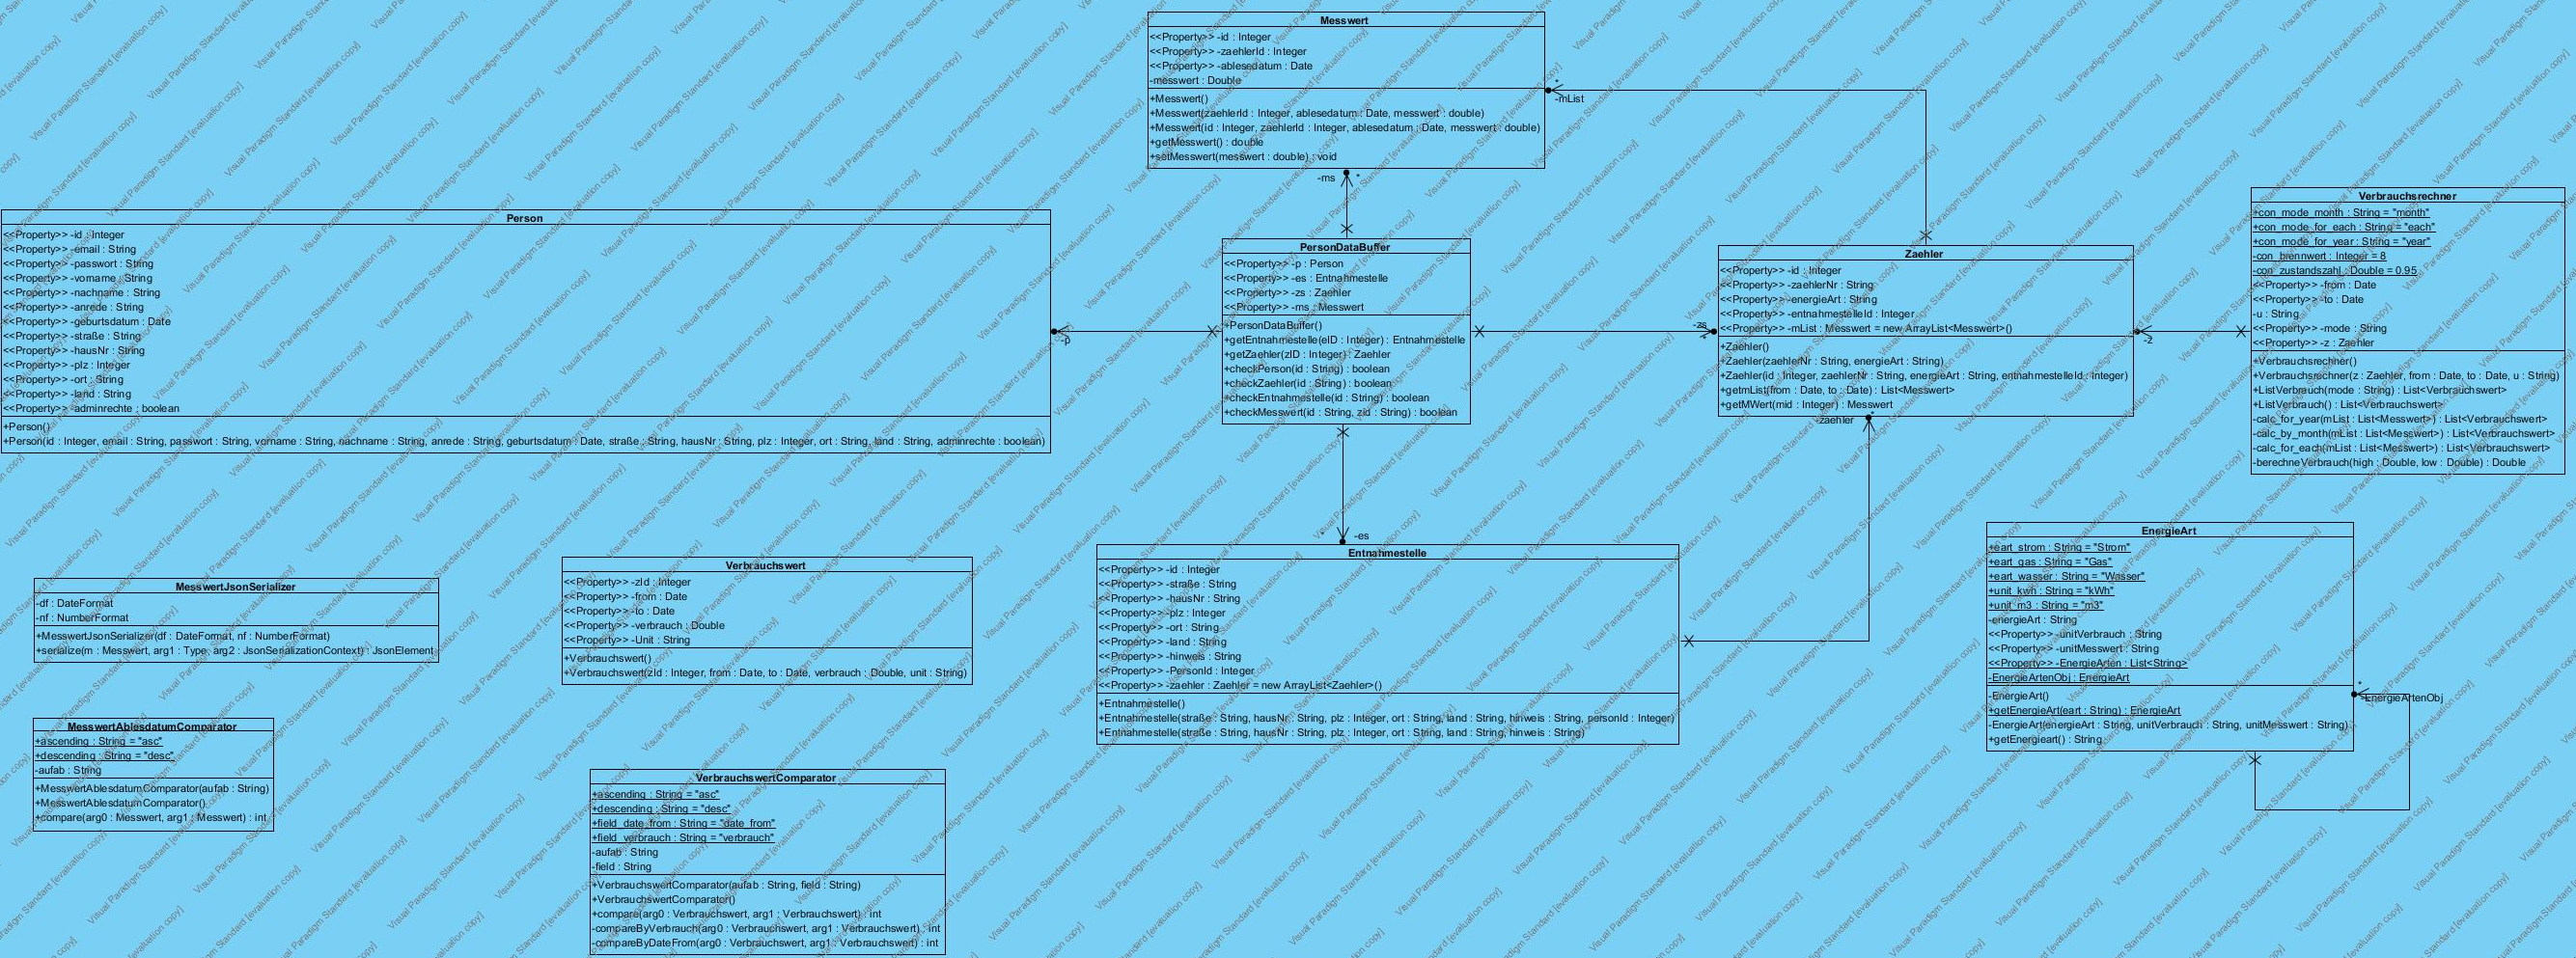 Messwert
<<Property>> -id : Integer
<<Property>> -zaehlerId : Integer
<<Property>> -ablesedatum : Date
-messwert : Double
+Messwert()
+Messwert(zaehlerId : Integer, ablesedatum : Date, messwert : double)
+Messwert(id : Integer, zaehlerId : Integer, ablesedatum : Date, messwert : double)
+getMesswert() : double
+setMesswert(messwert : double) : void
*
-mList
-ms
*
Person
<<Property>> -id : Integer
<<Property>> -email : String
<<Property>> -passwort : String
<<Property>> -vorname : String
<<Property>> -nachname : String
<<Property>> -anrede : String
<<Property>> -geburtsdatum : Date
<<Property>> -straße : String
<<Property>> -hausNr : String
<<Property>> -plz : Integer
<<Property>> -ort : String
<<Property>> -land : String
<<Property>> -adminrechte : boolean
+Person()
+Person(id : Integer, email : String, passwort : String, vorname : String, nachname : String, anrede : String, geburtsdatum : Date, straße : String, hausNr : String, plz : Integer, ort : String, land : String, adminrechte : boolean)
-p
PersonDataBuffer
<<Property>> -p : Person
<<Property>> -es : Entnahmestelle
<<Property>> -zs : Zaehler
<<Property>> -ms : Messwert
+PersonDataBuffer()
+getEntnahmestelle(eID : Integer) : Entnahmestelle
+getZaehler(zID : Integer) : Zaehler
+checkPerson(id : String) : boolean
+checkZaehler(id : String) : boolean
+checkEntnahmestelle(id : String) : boolean
+checkMesswert(id : String, zid : String) : boolean
-zs
*
Zaehler
<<Property>> -id : Integer
<<Property>> -zaehlerNr : String
<<Property>> -energieArt : String
<<Property>> -entnahmestelleId : Integer
<<Property>> -mList : Messwert = new ArrayList<Messwert>()
+Zaehler()
+Zaehler(zaehlerNr : String, energieArt : String)
+Zaehler(id : Integer, zaehlerNr : String, energieArt : String, entnahmestelleId : Integer)
+getmList(from : Date, to : Date) : List<Messwert>
+getMWert(mid : Integer) : Messwert
-zaehler
*
-z
Verbrauchsrechner
+con_mode_month : String = "month"
+con_mode_for_each : String = "each"
+con_mode_for_year : String = "year"
-con_brennwert : Integer = 8
-con_zustandszahl : Double = 0.95
<<Property>> -from : Date
<<Property>> -to : Date
-u : String
<<Property>> -mode : String
<<Property>> -z : Zaehler
+Verbrauchsrechner()
+Verbrauchsrechner(z : Zaehler, from : Date, to : Date, u : String)
+ListVerbrauch(mode : String) : List<Verbrauchswert>
+ListVerbrauch() : List<Verbrauchswert>
-calc_for_year(mList : List<Messwert>) : List<Verbrauchswert>
-calc_by_month(mList : List<Messwert>) : List<Verbrauchswert>
-calc_for_each(mList : List<Messwert>) : List<Verbrauchswert>
-berechneVerbrauch(high : Double, low : Double) : Double
MesswertJsonSerializer
-df : DateFormat
-nf : NumberFormat
+MesswertJsonSerializer(df : DateFormat, nf : NumberFormat)
+serialize(m : Messwert, arg1 : Type, arg2 : JsonSerializationContext) : JsonElement
Verbrauchswert
<<Property>> -zId : Integer
<<Property>> -from : Date
<<Property>> -to : Date
<<Property>> -verbrauch : Double
<<Property>> -Unit : String
+Verbrauchswert()
+Verbrauchswert(zId : Integer, from : Date, to : Date, verbrauch : Double, unit : String)
*
-es
Entnahmestelle
<<Property>> -id : Integer
<<Property>> -straße : String
<<Property>> -hausNr : String
<<Property>> -plz : Integer
<<Property>> -ort : String
<<Property>> -land : String
<<Property>> -hinweis : String
<<Property>> -PersonId : Integer
<<Property>> -zaehler : Zaehler = new ArrayList<Zaehler>()
+Entnahmestelle()
+Entnahmestelle(straße : String, hausNr : String, plz : Integer, ort : String, land : String, hinweis : String, personId : Integer)
+Entnahmestelle(straße : String, hausNr : String, plz : Integer, ort : String, land : String, hinweis : String)
EnergieArt
+eart_strom : String = "Strom"
+eart_gas : String = "Gas"
+eart_wasser : String = "Wasser"
+unit_kwh : String = "kWh"
+unit_m3 : String = "m3"
-energieArt : String
<<Property>> -unitVerbrauch : String
<<Property>> -unitMesswert : String
<<Property>> -EnergieArten : List<String>
-EnergieArtenObj : EnergieArt
-EnergieArt()
+getEnergieArt(eart : String) : EnergieArt
-EnergieArt(energieArt : String, unitVerbrauch : String, unitMesswert : String)
+getEnergieart() : String
*
-EnergieArtenObj
MesswertAblesdatumComparator
+ascending : String = "asc"
+descending : String = "desc"
-aufab : String
+MesswertAblesdatumComparator(aufab : String)
+MesswertAblesdatumComparator()
+compare(arg0 : Messwert, arg1 : Messwert) : int
VerbrauchswertComparator
+ascending : String = "asc"
+descending : String = "desc"
+field_date_from : String = "date_from"
+field_verbrauch : String = "verbrauch"
-aufab : String
-field : String
+VerbrauchswertComparator(aufab : String, field : String)
+VerbrauchswertComparator()
+compare(arg0 : Verbrauchswert, arg1 : Verbrauchswert) : int
-compareByVerbrauch(arg0 : Verbrauchswert, arg1 : Verbrauchswert) : int
-compareByDateFrom(arg0 : Verbrauchswert, arg1 : Verbrauchswert) : int
Visual Paradigm Standard [evaluation copy]